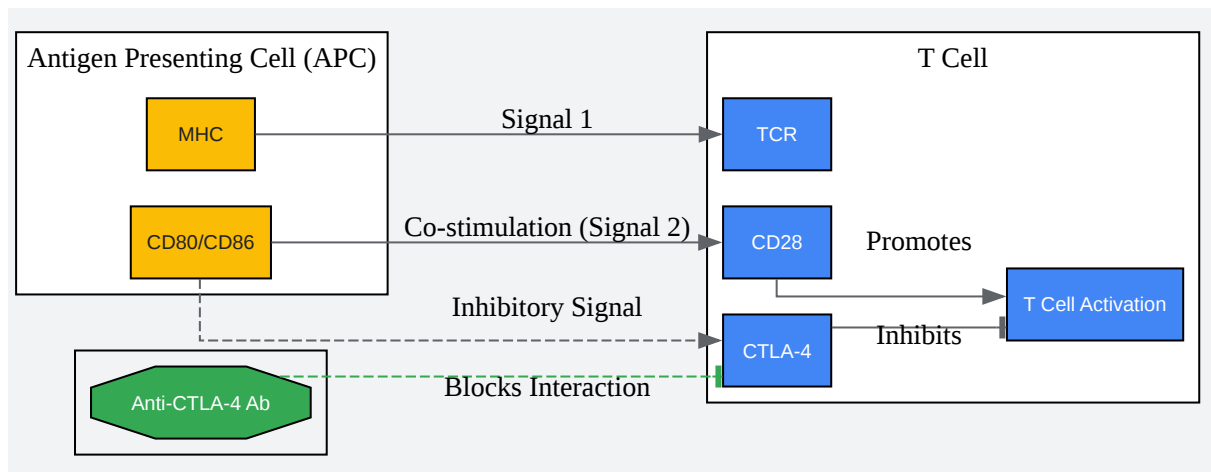 Antigen Presenting Cell (APC)
T Cell
MHC
Signal 1
TCR
CD80/CD86
Co-stimulation (Signal 2)
CD28
Promotes
T Cell Activation
Inhibitory Signal
CTLA-4
Inhibits
Anti-CTLA-4 Ab
Blocks Interaction